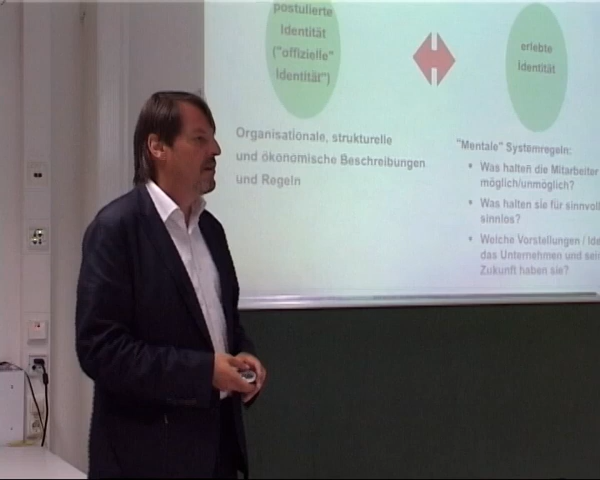 postulierte
Identität
("offizielle"
Identität")
erlebte
Identität
Organisationale, strukturelle
und ökonomische Beschreibungen
und Regeln
"Mentale" Systemregeln:
• Was halten die Mitarbeiter
möglich/unmöglich?
• Was halten sie für sinnvoll
sinnlos?
• Welche Vorstellungen / Ide
das Unternehmen und sei
Zukunft haben sie?